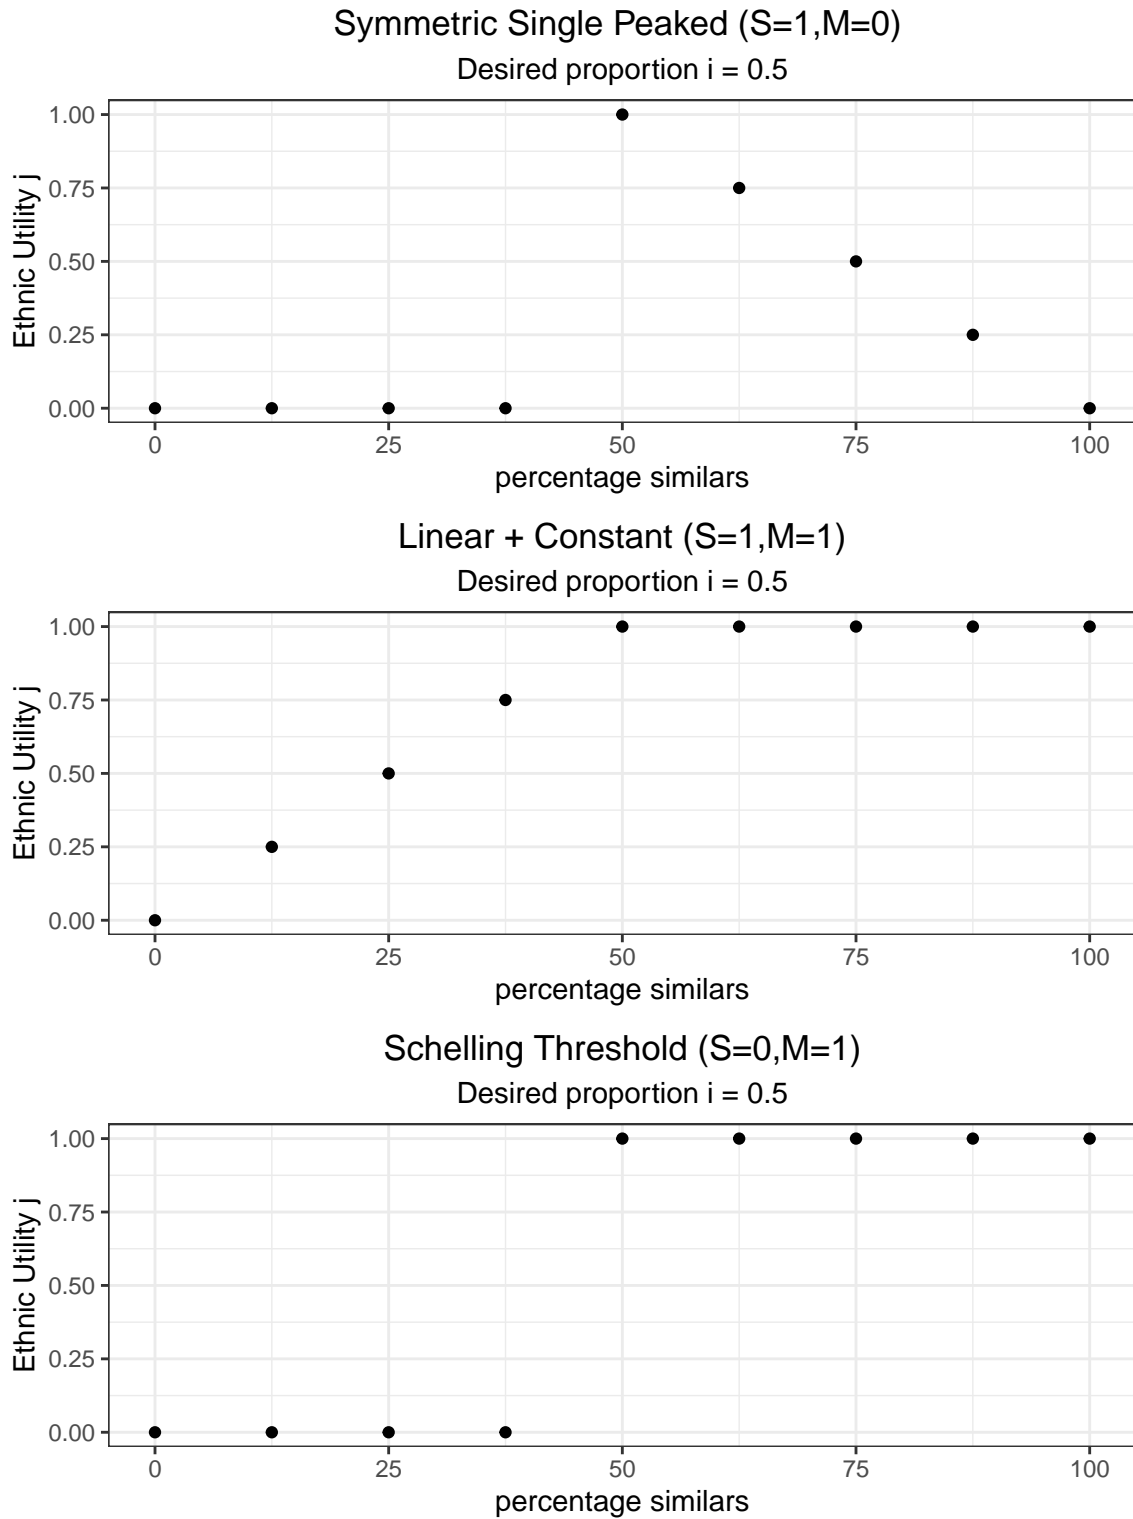 Symmetric Single Peaked (S=1,M=0)
Desired proportion i = 0.5
Ethnic Utility j
1.00
0.75
0.50
0.25
0.00
0 25 50 75 100
percentage similars
Linear + Constant (S=1,M=1)
Desired proportion i = 0.5
Ethnic Utility j
1.00
0.75
0.50
0.25
0.00
0 25 50 75 100
percentage similars
Schelling Threshold (S=0,M=1)
Desired proportion i = 0.5
Ethnic Utility j
1.00
0.75
0.50
0.25
0.00
0 25 50 75 100
percentage similars